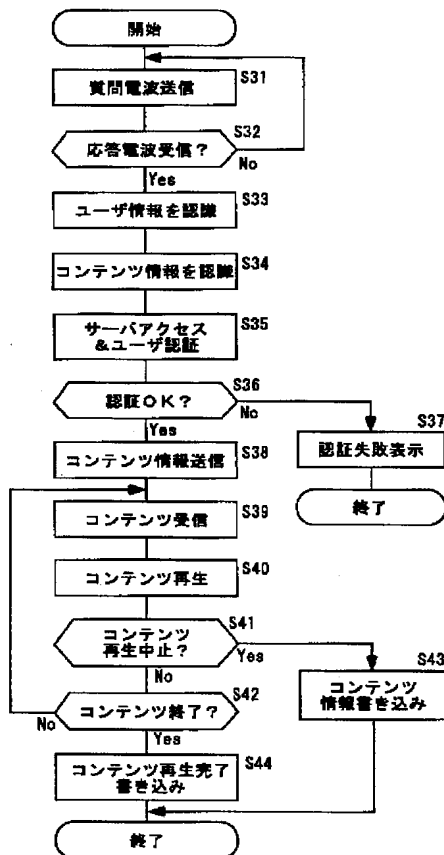 開始
質問電波送信
S31
応答電波受信？
S32
No
Yes
ユーザ情報を認識
S33
コンテンツ情報を認識
S34
サーバアクセス
＆ユーザ認証
S35
認証ＯＫ？
S36
No
Yes
認証失敗表示
S37
終了
コンテンツ情報送信
S38
コンテンツ受信
S39
コンテンツ再生
S40
コンテンツ
再生中止？
S41
Yes
No
コンテンツ
情報書き込み
S43
コンテンツ終了？
S42
No
Yes
コンテンツ再生完了
書き込み
S44
終了